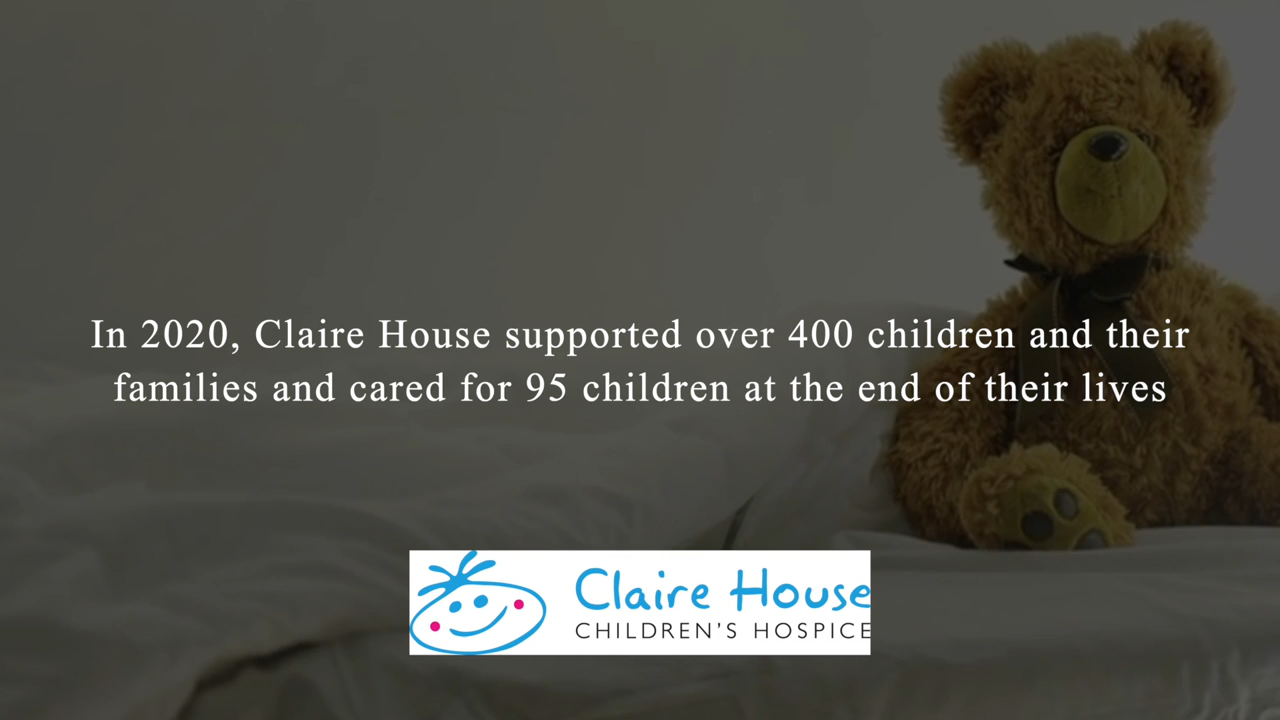 In 2020, Claire House supported over 400 children and their
families and cared for 95 children at the end of their lives
Claire House
CHILDREN'S HOSPICE